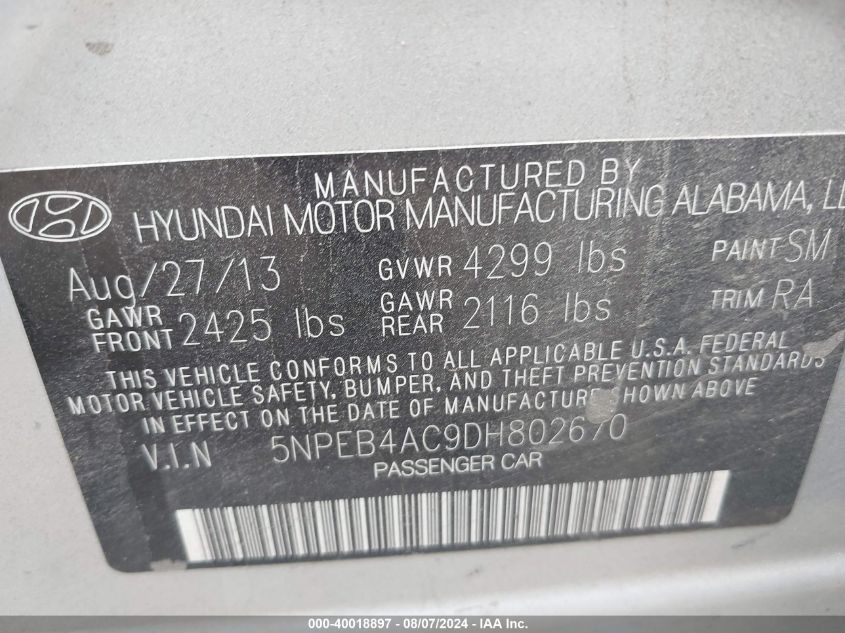 MANUFACTURED BY
HYUNDAI MOTOR MANUFACTURING ALABAMA, LL
Aug/27/13 GVWR 4299 lbs PAINT SM
GAWR FRONT 2425 lbs GAWR REAR 2116 lbs TRIM RA
THIS VEHICLE CONFORMS TO ALL APPLICABLE U.S.A. FEDERAL
MOTOR VEHICLE SAFETY, BUMPER, AND THEFT PREVENTION STANDARDS
IN EFFECT ON THE DATE OF MANUFACTURE SHOWN ABOVE
V.I.N 5NPEB4AC9DH802670
PASSENGER CAR
000-40018897 - 08/07/2024 - IAA Inc.